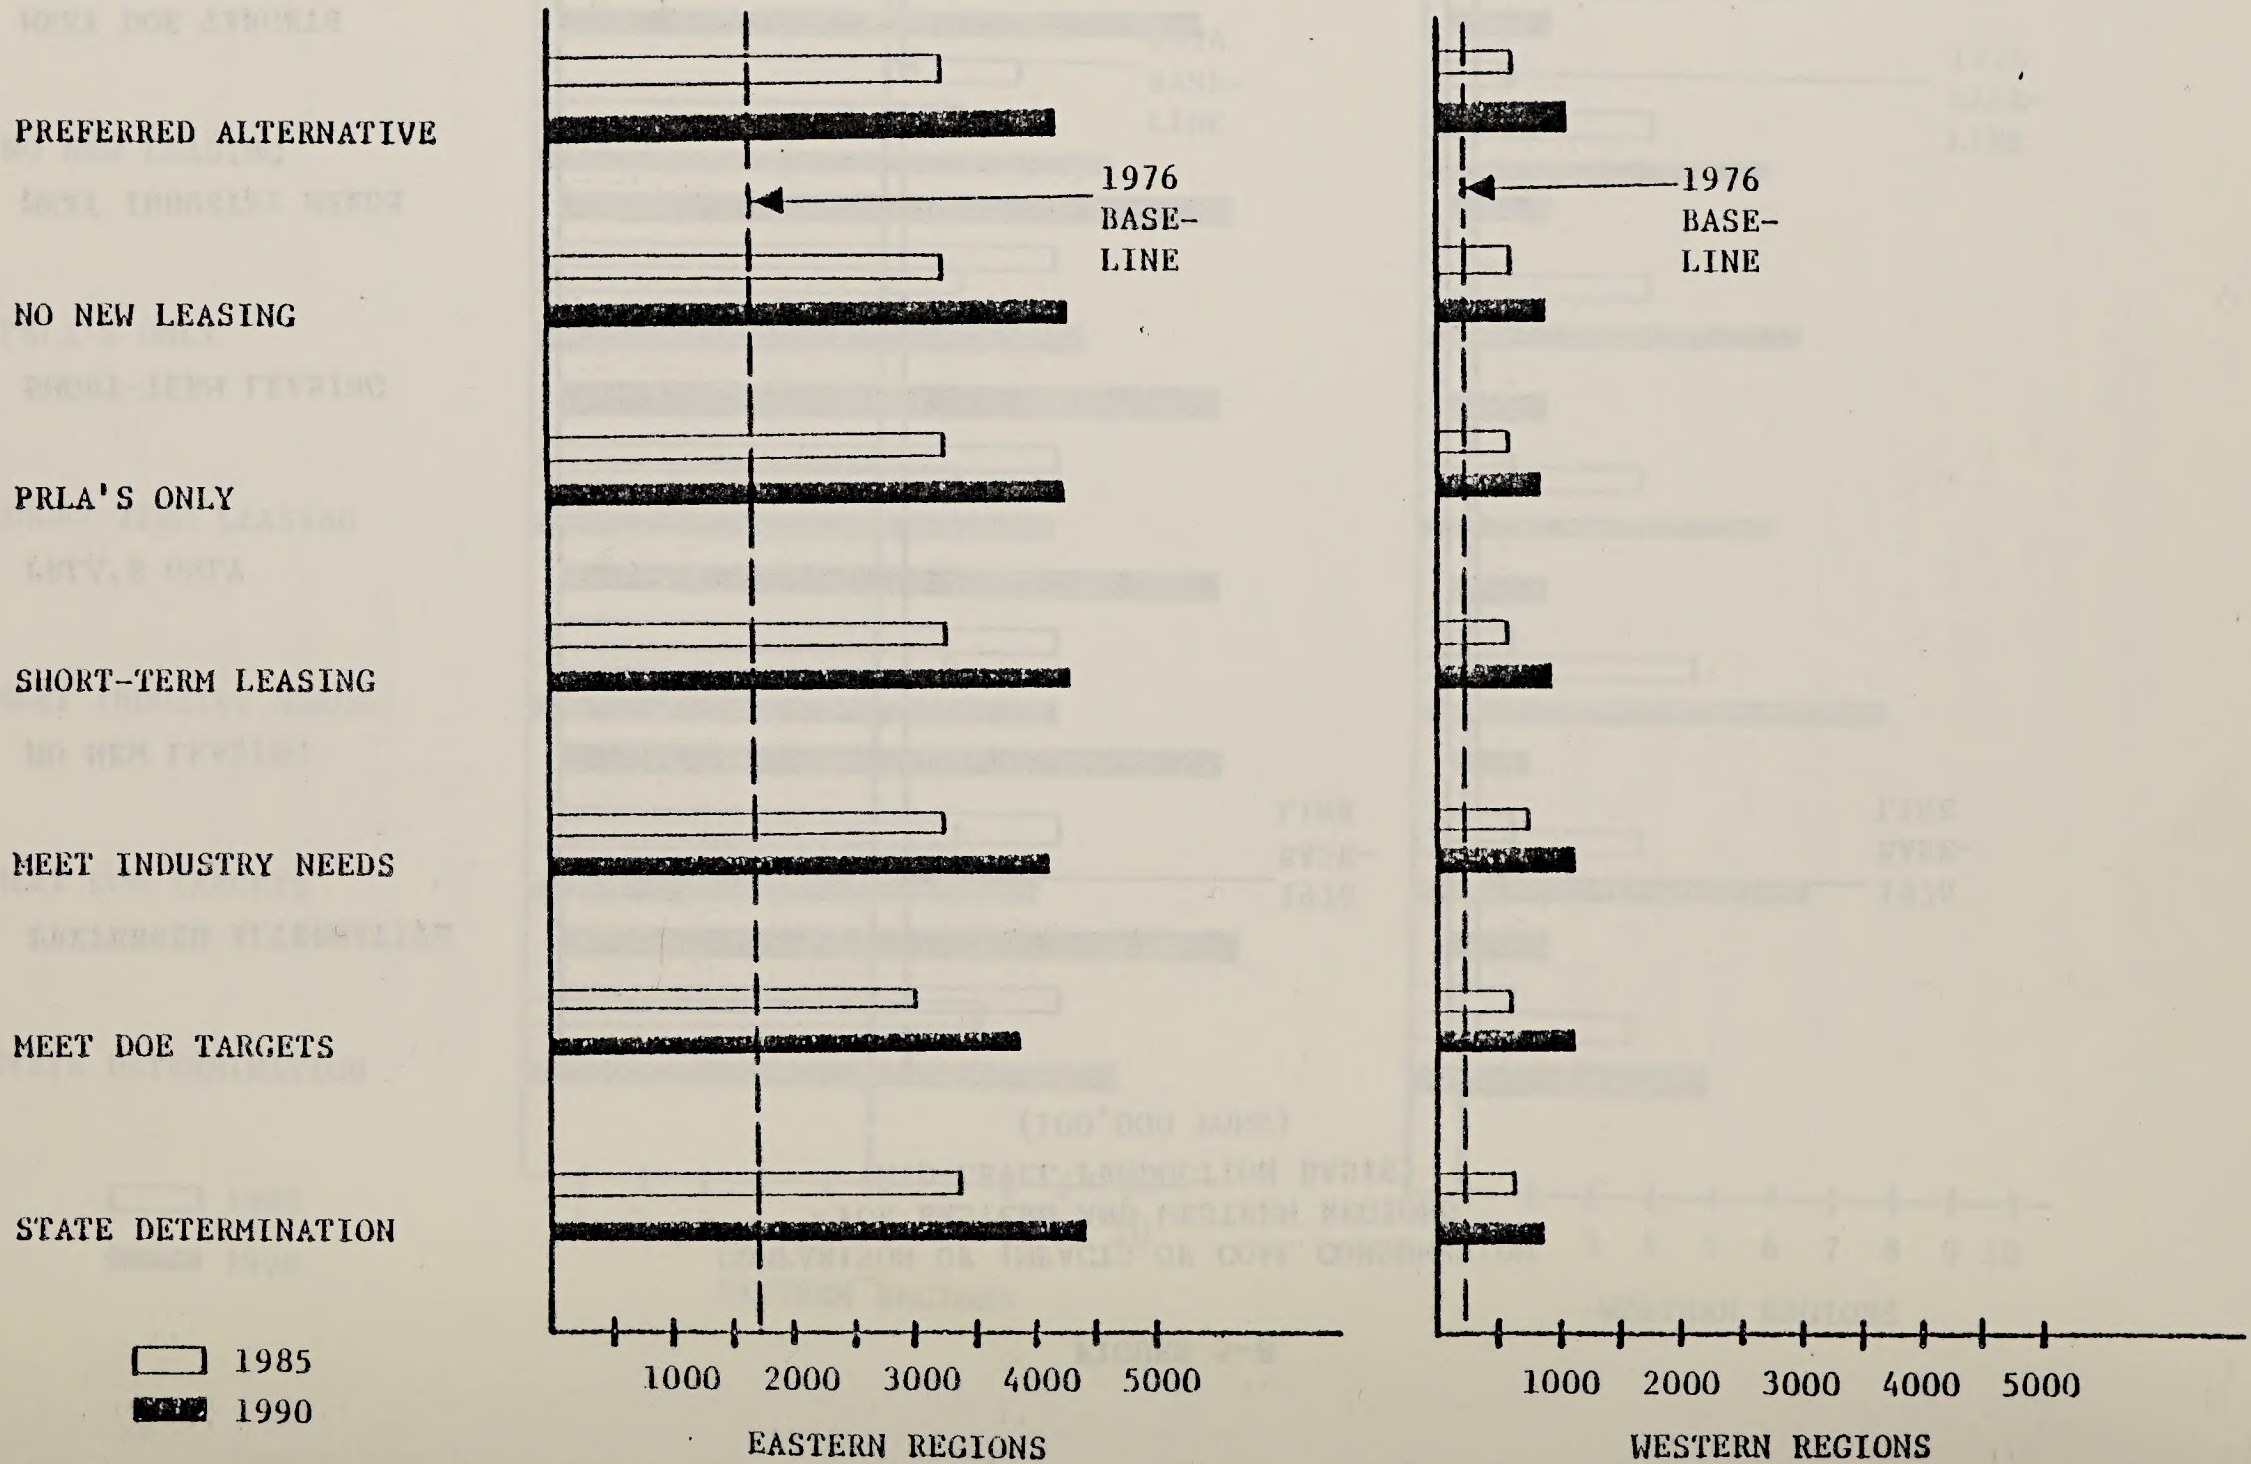 PREFERRED ALTERNATIVE
1976
BASE-
LINE
1976
BASE-
LINE
NO NEW LEASING
PRLA'S ONLY
SHORT-TERM LEASING
MEET INDUSTRY NEEDS
MEET DOE TARGETS
STATE DETERMINATION
1985
1990
1000 2000 3000 4000 5000
EASTERN REGIONS
1000 2000 3000 4000 5000
WESTERN REGIONS